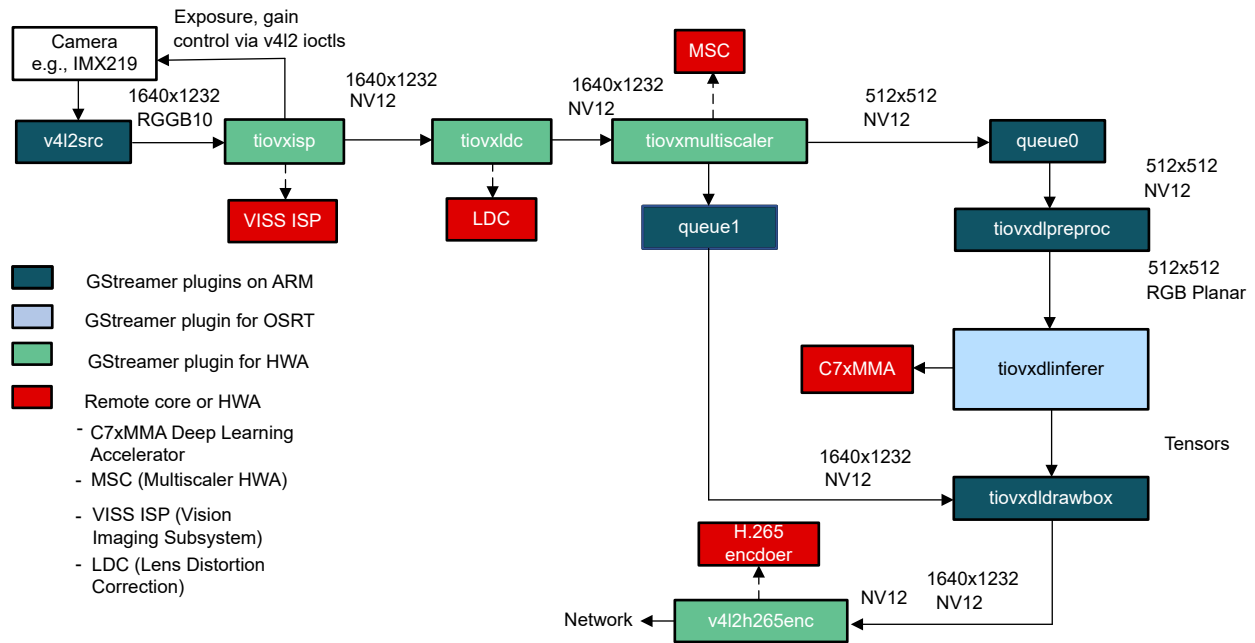 Exposure, gain
control via v4l2 ioctls
Camera
e.g., IMX219
MSC
1640x1232
RGGB10
1640x1232
NV12
1640x1232
NV12
512x512
NV12
v4l2src
tiovxisp
tiovxldc
tiovxmultiscaler
queue0
512x512
NV12
VISS ISP
LDC
queue1
tiovxdlpreproc
512x512
RGB Planar
GStreamer plugins on ARM
GStreamer plugin for OSRT
GStreamer plugin for HWA
Remote core or HWA
- C7xMMA Deep Learning
Accelerator
- MSC (Multiscaler HWA)
- VISS ISP (Vision
Imaging Subsystem)
- LDC (Lens Distortion
Correction)
C7xMMA
tiovxdlinferer
Tensors
1640x1232
NV12
tiovxdldrawbox
H.265
encdoer
NV12
1640x1232
NV12
Network
v4l2h265enc